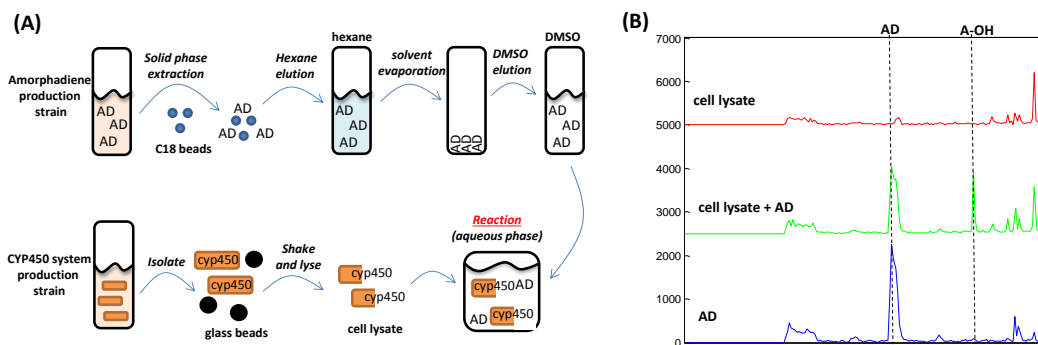 (A)
Amorphadiene
production
strain
AD
AD
AD
Solid phase
extraction
C18 beads
AD
AD
AD
Hexane
elution
hexane
AD
AD
AD
solvent
evaporation
AD
AD
AD
DMSO
elution
DMSO
AD
AD
AD
CYP450 system
production
strain
Isolate
cyp450
cyp450
glass beads
Shake
and lyse
cyp450
cyp450
cell lysate
Reaction
(aqueous phase)
cyp450
AD
AD
cyp450
(B)
AD
A-OH
7000
6000
5000
4000
3000
2000
1000
0
cell lysate
cell lysate + AD
AD